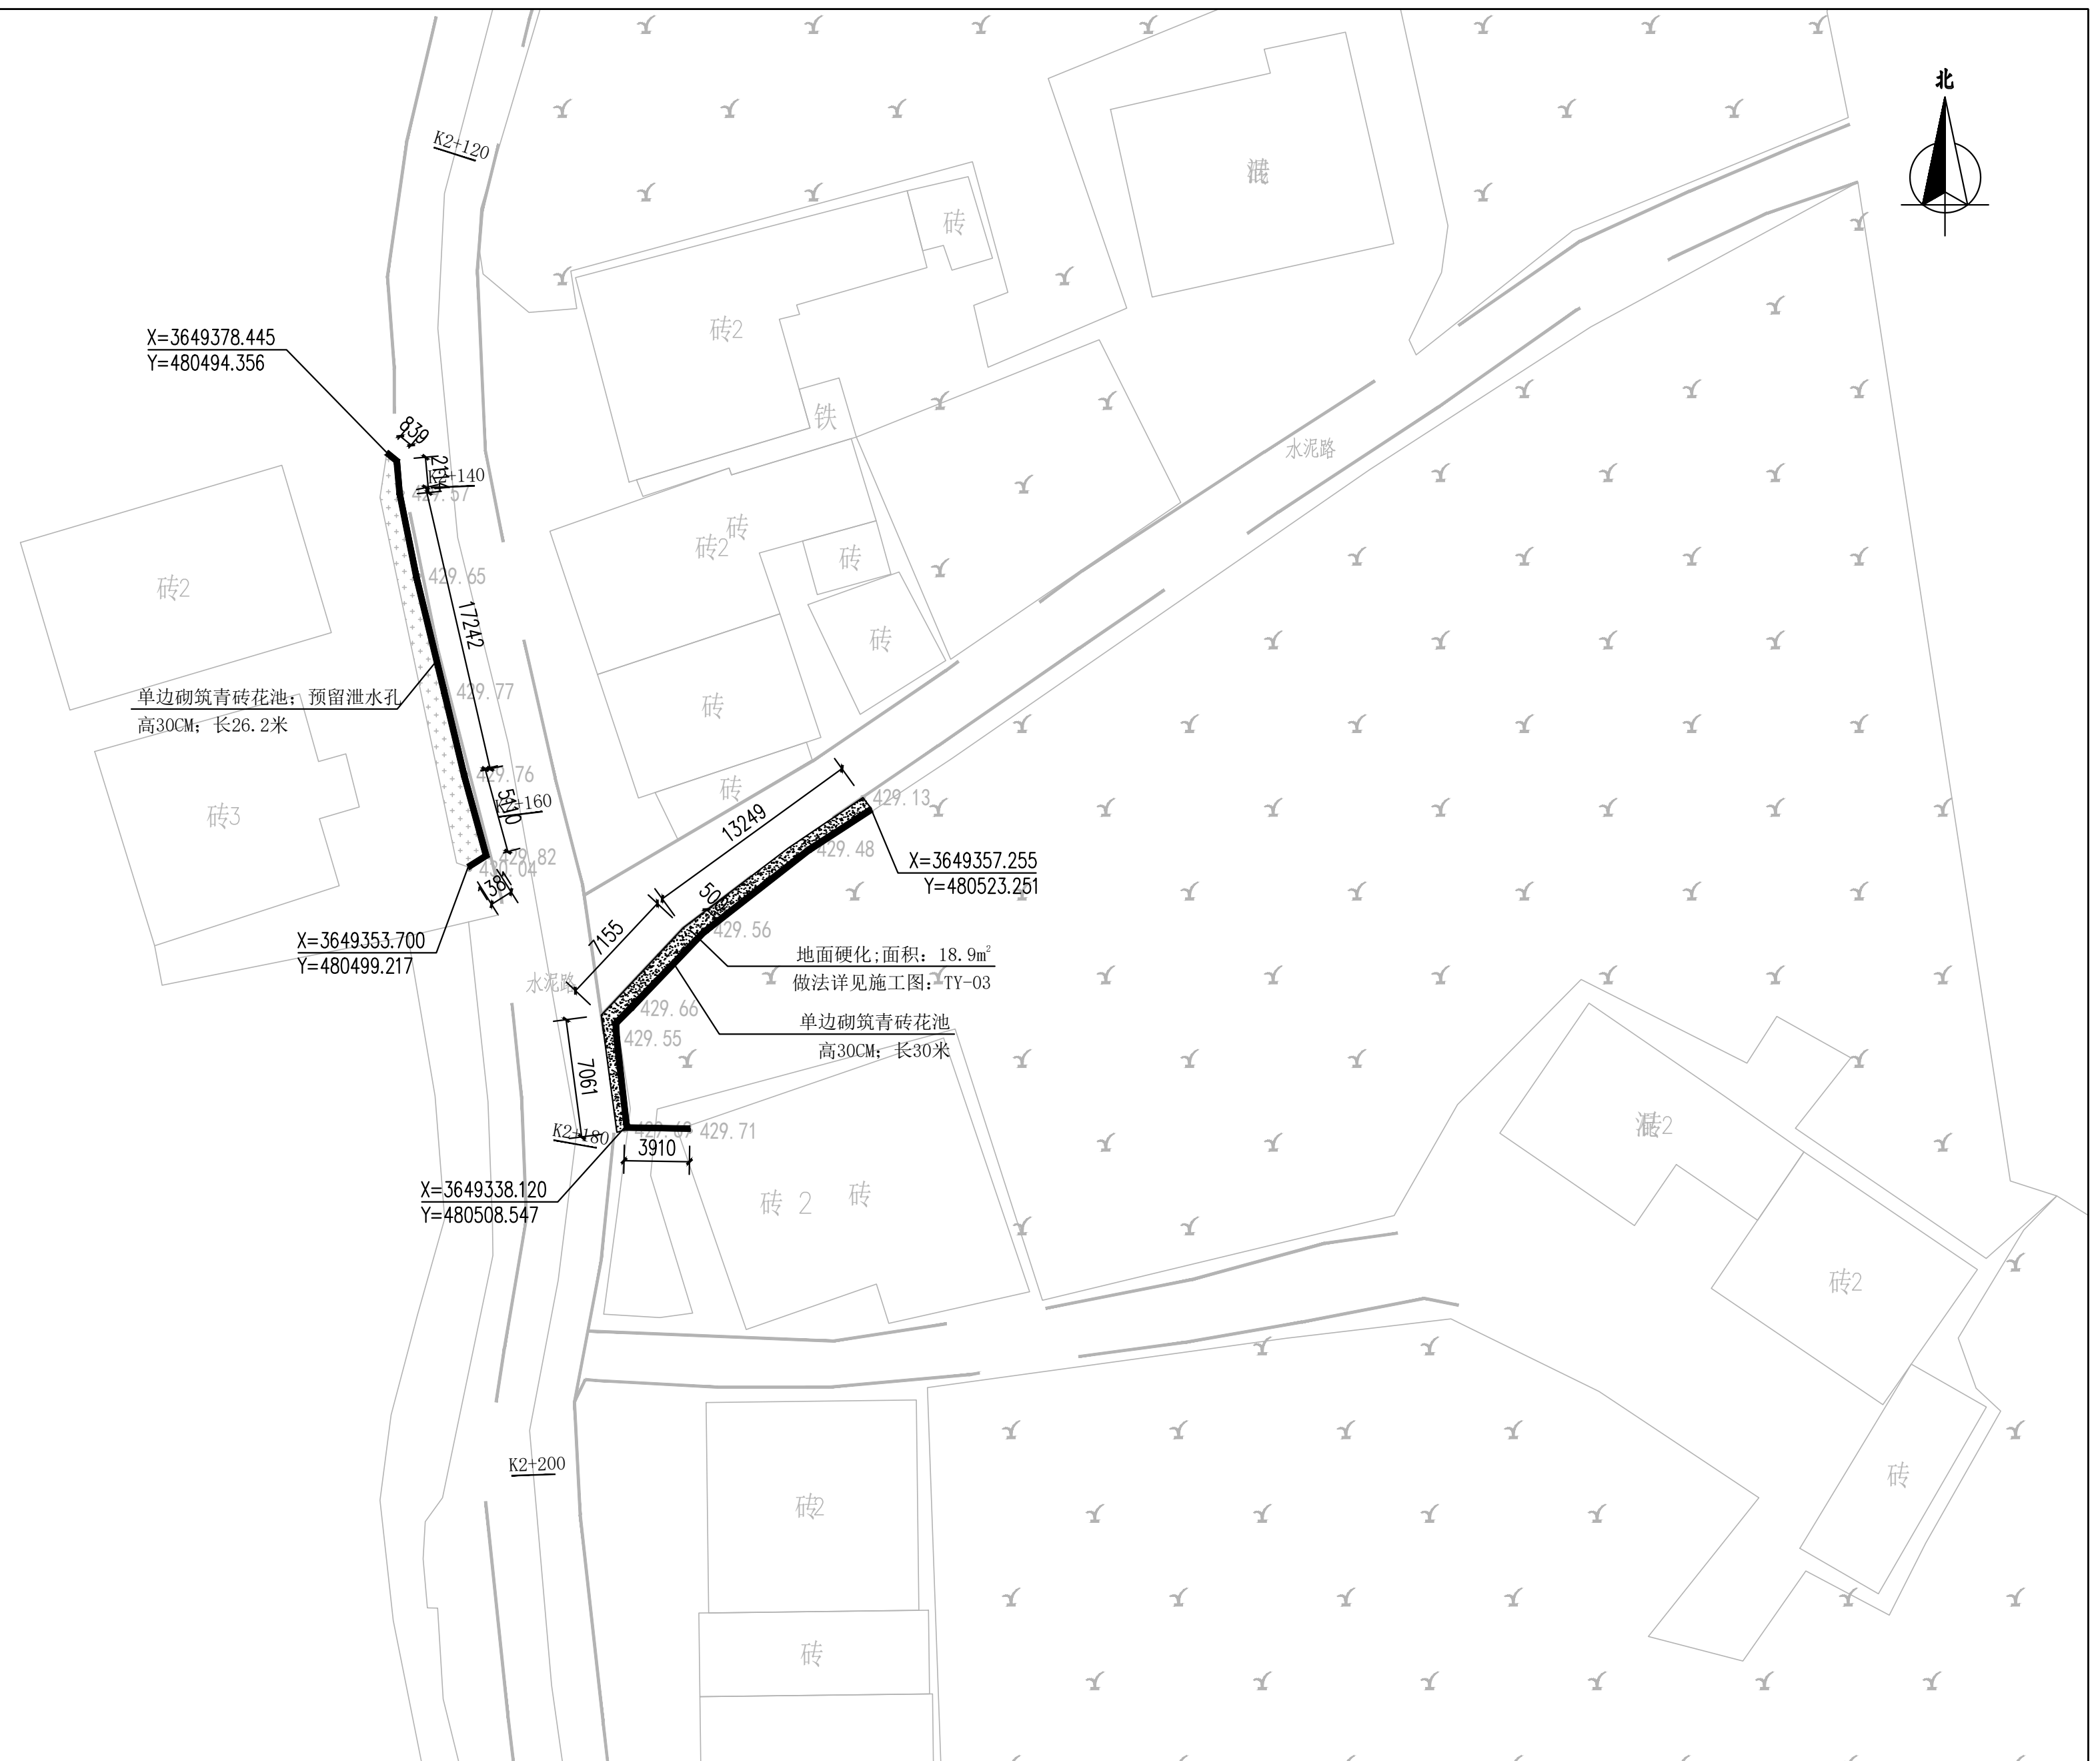 北
K2+120
砖
砖2
X=3649378.445
Y=480494.356
839
铁
水泥路
429.57
砖
砖2
砖
429.65
砖2
17242
砖
429.77
单边砌筑青砖花池; 预留泄水孔
高30CM; 长26.2米
砖
429.76
砖
5410
429.13
砖3
13249
429.48
429.82
X=3649357.255
Y=480523.251
7155
429.56
X=3649353.700
Y=480499.217
地面硬化;面积: 18.9m²
做法详见施工图: TY-03
水泥路
429.66
单边砌筑青砖花池
高30CM; 长30米
429.55
7061
K2+180
429.71
3910
X=3649338.120
Y=480508.547
砖 2
砖
砖2
K2+200
砖2
砖
砖